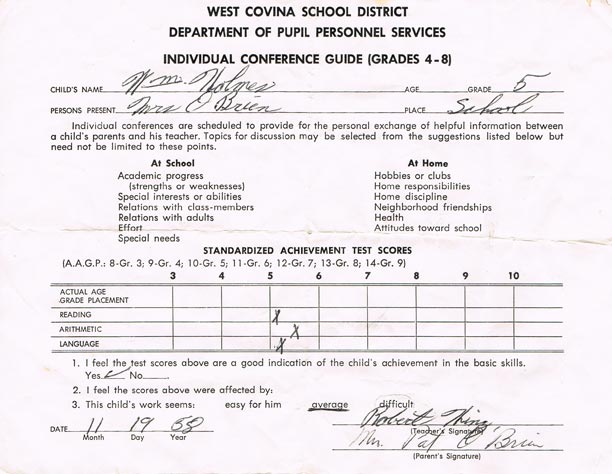 WEST COVINA SCHOOL DISTRICT
DEPARTMENT OF PUPIL PERSONNEL SERVICES
INDIVIDUAL CONFERENCE GUIDE (GRADES 4-8)
CHILD'S NAME Wm. Holmes AGE GRADE 5
PERSONS PRESENT Mrs O'Brien PLACE School
Individual conferences are scheduled to provide for the personal exchange of helpful information between
a child's parents and his teacher. Topics for discussion may be selected from the suggestions listed below but
need not be limited to these points.
At School At Home
Academic progress Hobbies or clubs
(strengths or weaknesses) Home responsibilities
Special interests or abilities Home discipline
Relations with class-members Neighborhood friendships
Relations with adults Health
Effort Attitudes toward school
Special needs
STANDARDIZED ACHIEVEMENT TEST SCORES
(A.A.G.P.: 8-Gr. 3; 9-Gr. 4; 10-Gr. 5; 11-Gr. 6; 12-Gr. 7; 13-Gr. 8; 14-Gr. 9)
3 4 5 6 7 8 9 10
ACTUAL AGE
GRADE PLACEMENT
READING X
ARITHMETIC X
LANGUAGE X
1. I feel the test scores above are a good indication of the child's achievement in the basic skills.
Yes ✓ No
2. I feel the scores above were affected by:
3. This child's work seems: easy for him average difficult
DATE 11 19 58 Robert
Month Day Year (Teacher's Signature)
Mrs. Pat O'Brien
(Parent's Signature)